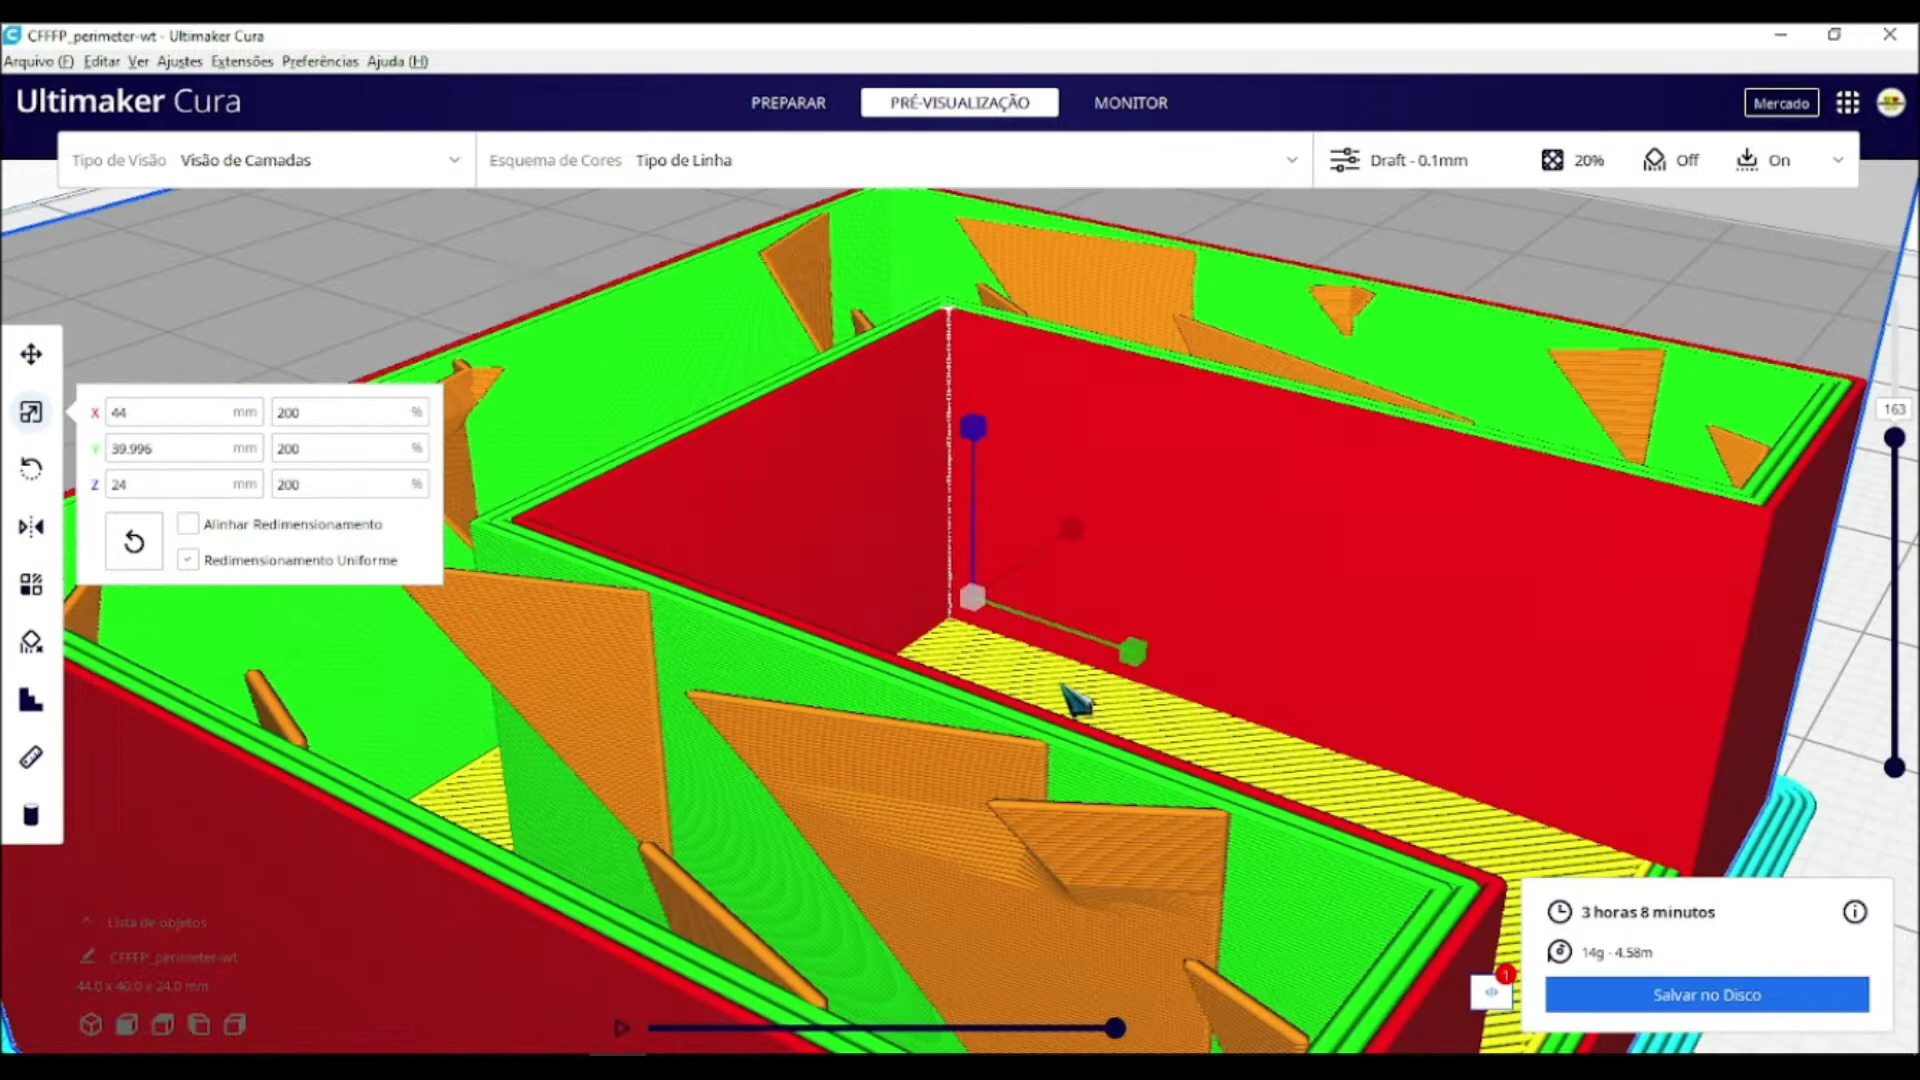 CFFFP_perimeter-wt - Ultimaker Cura
Arquivo (F) Editar Ver Ajustes Extensões Preferências Ajuda (H)
Ultimaker Cura
PREPARAR
PRÉ-VISUALIZAÇÃO
MONITOR
Mercado
Tipo de Visão Visão de Camadas
Esquema de Cores Tipo de Linha
Draft - 0.1mm
20%
Off
On
163
X 44 mm 200 %
Y 39.996 mm 200 %
Z 24 mm 200 %
Alinhar Redimensionamento
Redimensionamento Uniforme
Lista de objetos
CFFFP_perimeter-wt
44.0 x 40.0 x 24.0 mm
3 horas 8 minutos
14g · 4.58m
1
Salvar no Disco